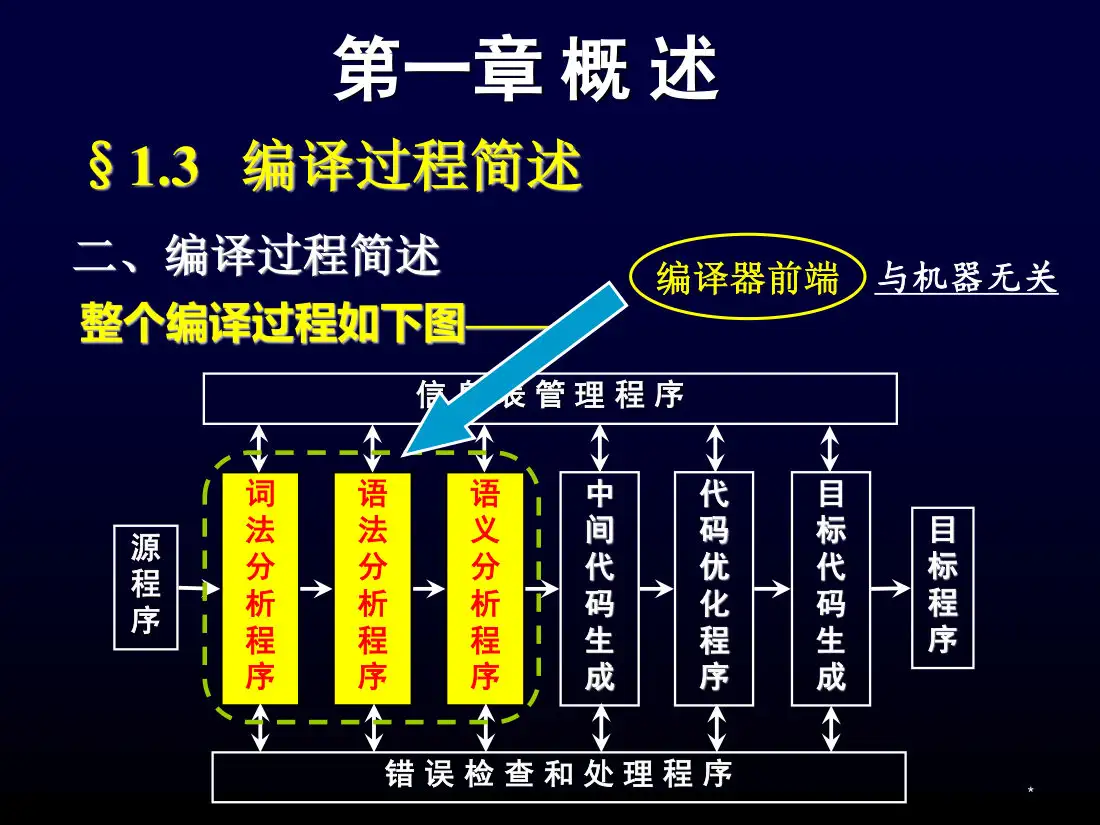 第一章 概 述
§1.3 编译过程简述
二、编译过程简述
编译器前端 与机器无关
整个编译过程如下图——
信 表 管 理 程 序
源程序
词法分析程序
语法分析程序
语义分析程序
中间代码生成
代码优化程序
目标代码生成
目标程序
错 误 检 查 和 处 理 程 序
*